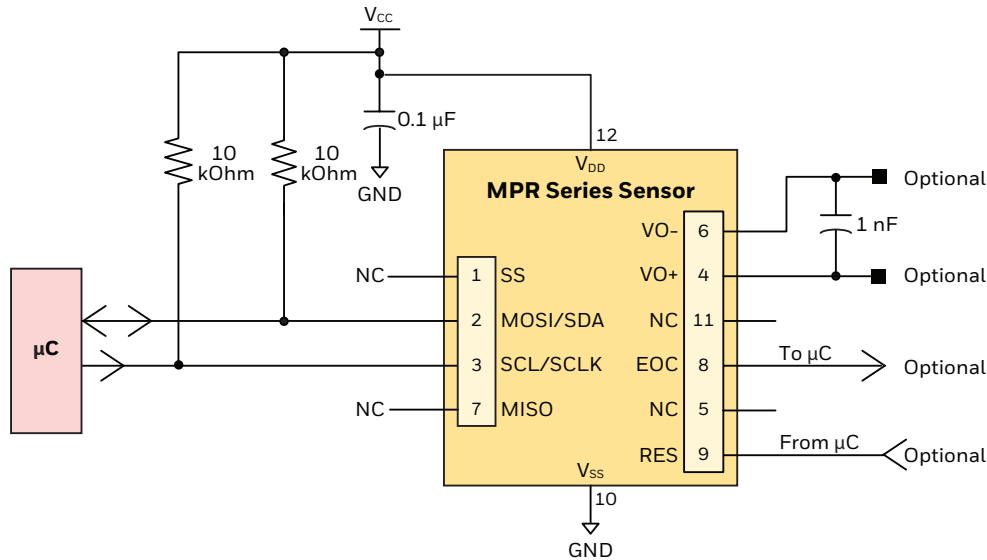 VCC
10
kOhm
10
kOhm
0.1 µF
GND
12
VDD
MPR Series Sensor
VO-
6
Optional
1 nF
NC
1
SS
VO+
4
Optional
µC
2
MOSI/SDA
NC
11
3
SCL/SCLK
EOC
8
To µC
Optional
NC
7
MISO
NC
5
RES
9
From µC
Optional
VSS
10
GND